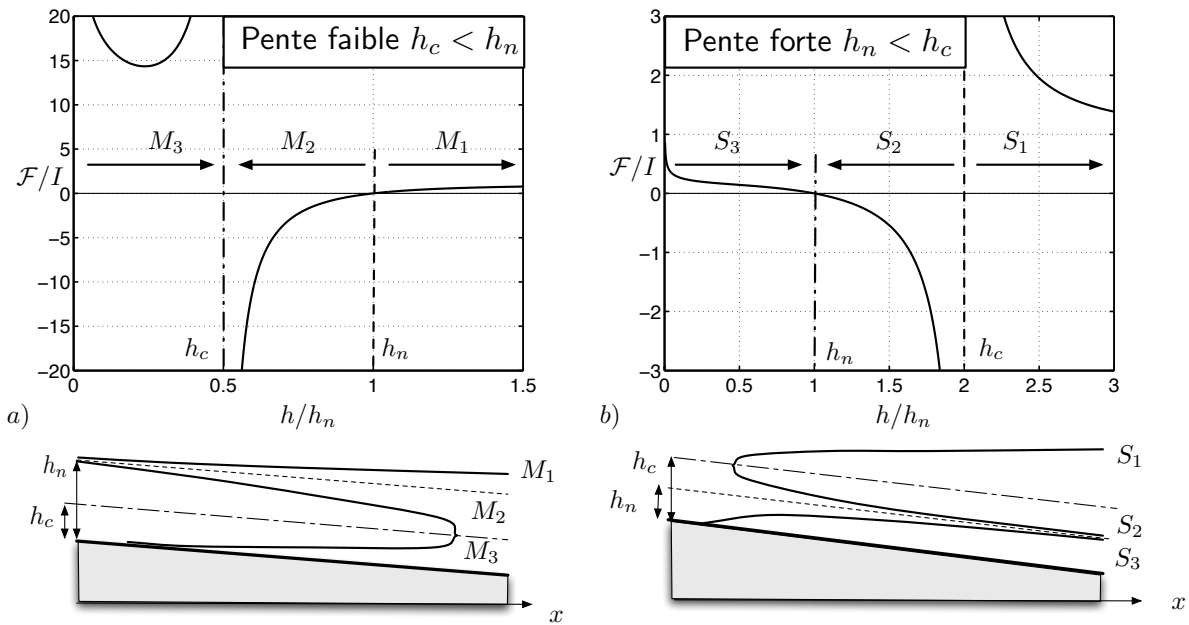 Pente faible h_c < h_n
20
15
10
5
0
−5
−10
−15
−20
F/I
M_3
M_2
M_1
h_c
h_n
0
0.5
1
1.5
a)
h/h_n
Pente forte h_n < h_c
3
2
1
0
−1
−2
−3
F/I
S_3
S_2
S_1
h_n
h_c
0
0.5
1
1.5
2
2.5
3
b)
h/h_n
h_n
h_c
M_1
M_2
M_3
x
h_c
h_n
S_1
S_2
S_3
x